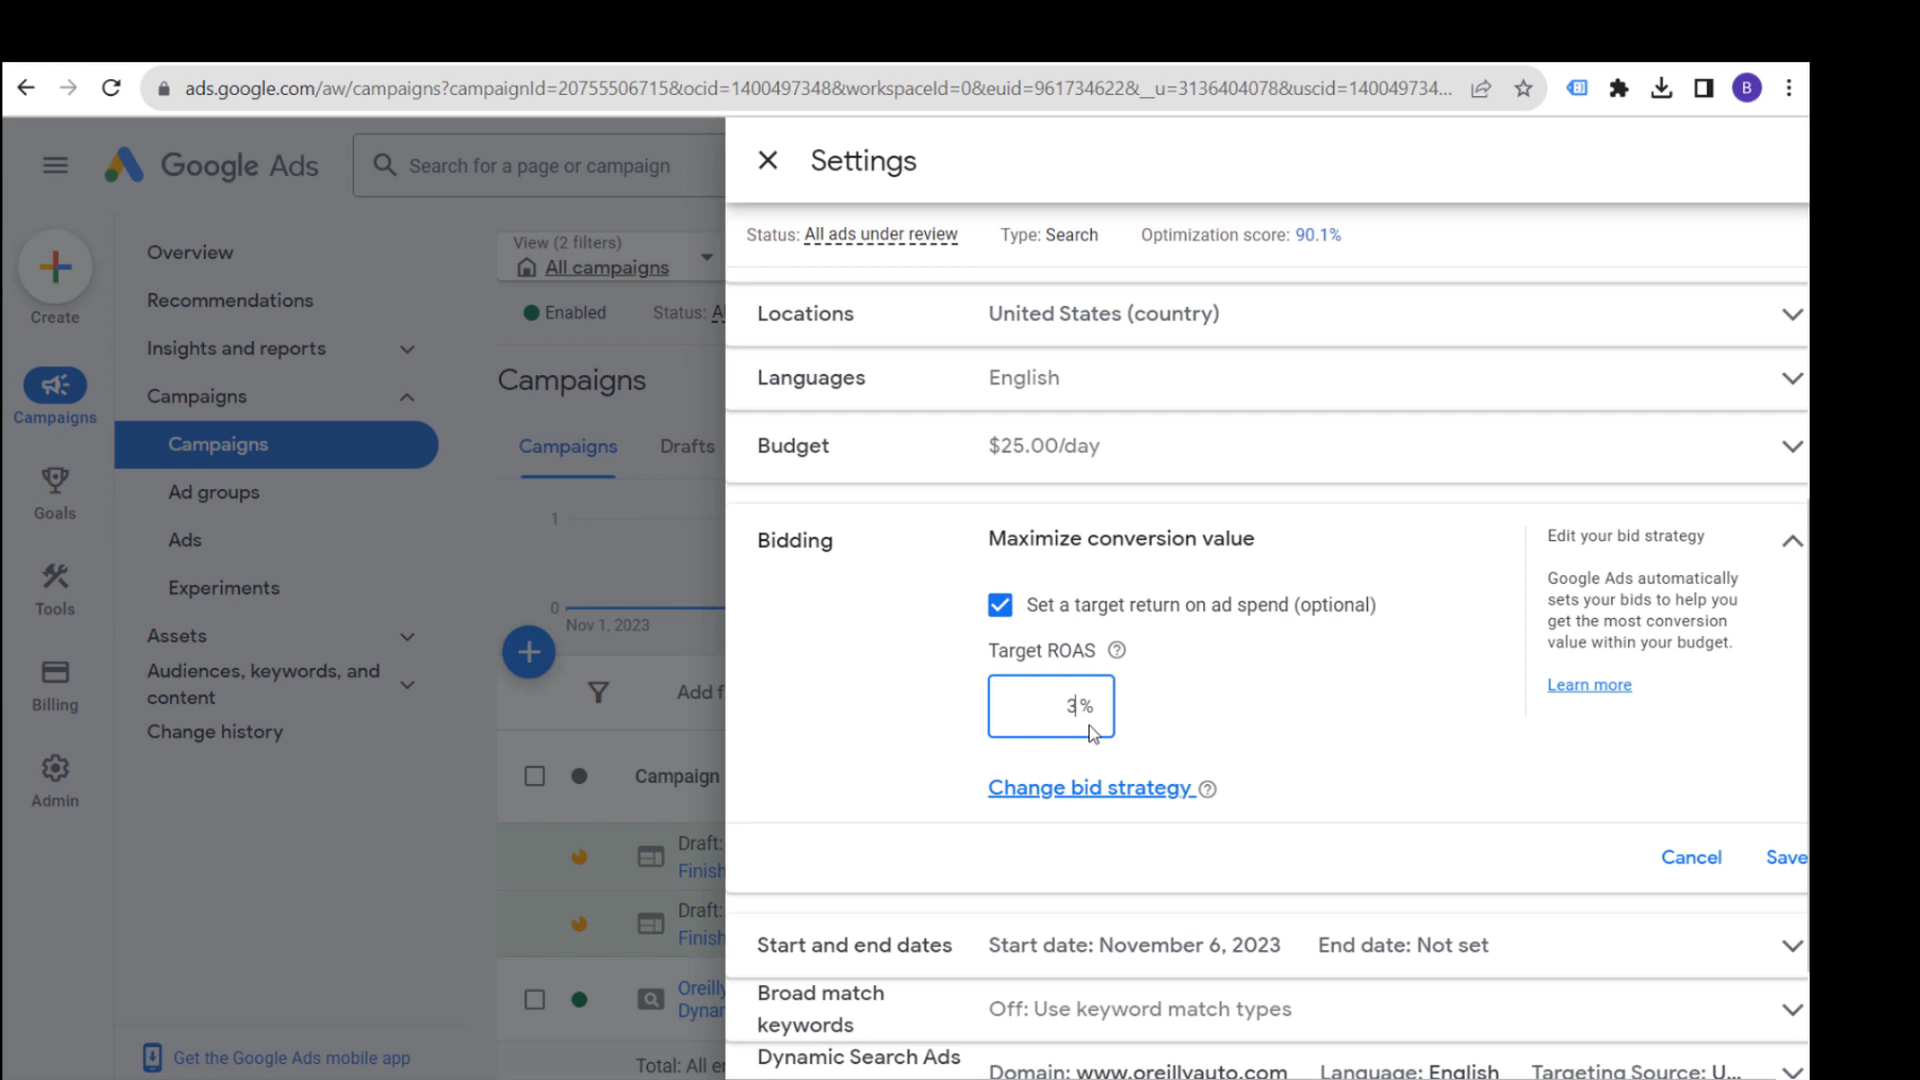 ads.google.com/aw/campaigns?campaignId=20755506715&ocid=1400497348&workspaceId=0&euid=961734622&__u=3136404078&uscid=140049734...
B
Google Ads
Search for a page or campaign
Create
Campaigns
Goals
Tools
Billing
Admin
Overview
Recommendations
Insights and reports
Campaigns
Campaigns
Ad groups
Ads
Experiments
Assets
Audiences, keywords, and
content
Change history
Get the Google Ads mobile app
View (2 filters)
All campaigns
Enabled
Status:
Campaigns
Campaigns
Drafts
1
0
Nov 1, 2023
Add
Campaign
Draft:
Draft:
Total: All
Settings
Status: All ads under review
Type: Search
Optimization score: 90.1%
Locations
United States (country)
Languages
English
Budget
$25.00/day
Bidding
Maximize conversion value
Set a target return on ad spend (optional)
Target ROAS
3%
Change bid strategy
Edit your bid strategy
Google Ads automatically
sets your bids to help you
get the most conversion
value within your budget.
Learn more
Cancel
Save
Start and end dates
Start date: November 6, 2023
End date: Not set
Broad match
keywords
Off: Use keyword match types
Dynamic Search Ads
Domain: www.oreillyauto.com
Language: English
Targeting Source: U...